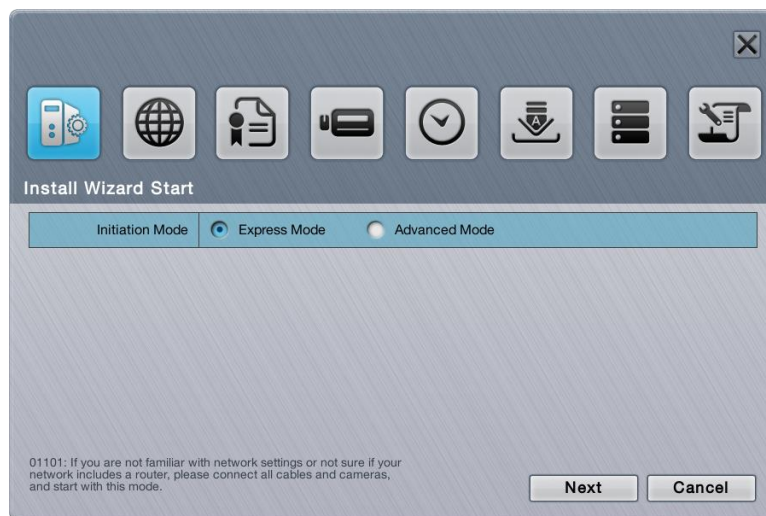 A
Install Wizard Start
Initiation Mode Express Mode Advanced Mode
01101: If you are not familiar with network settings or not sure if your
network includes a router, please connect all cables and cameras,
and start with this mode.
Next Cancel